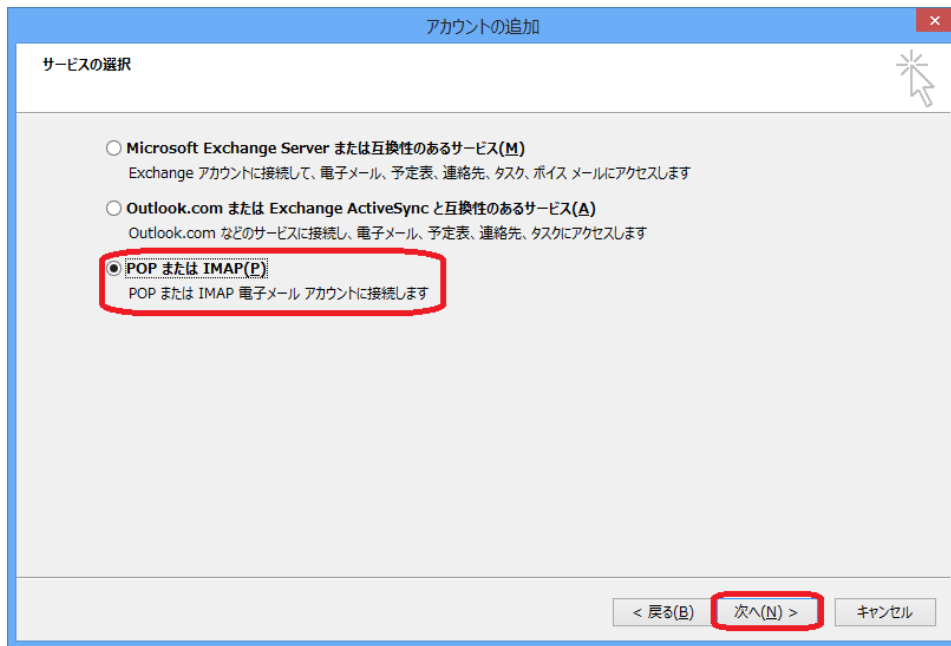 アカウントの追加
サービスの選択
Microsoft Exchange Server または互換性のあるサービス(M)
Exchange アカウントに接続して、電子メール、予定表、連絡先、タスク、ボイス メールにアクセスします
Outlook.com または Exchange ActiveSync と互換性のあるサービス(A)
Outlook.com などのサービスに接続し、電子メール、予定表、連絡先、タスクにアクセスします
POP または IMAP(P)
POP または IMAP 電子メール アカウントに接続します
< 戻る(B) 次へ(N) > キャンセル